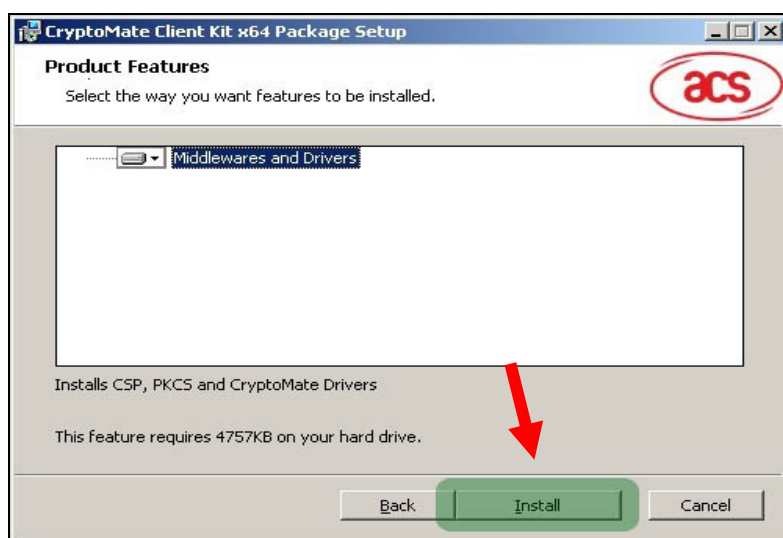 CryptoMate Client Kit x64 Package Setup
Product Features
Select the way you want features to be installed.
acs
Middlewares and Drivers
Installs CSP, PKCS and CryptoMate Drivers
This feature requires 4757KB on your hard drive.
Back Install Cancel